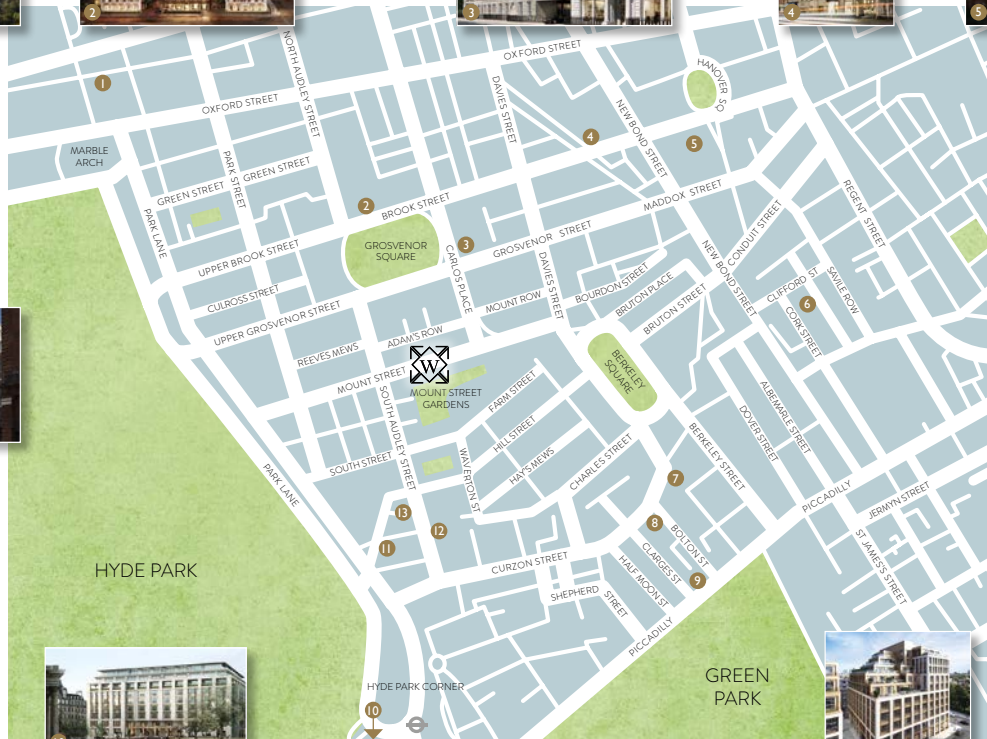 2
3
4
5
OXFORD STREET
HANOVER SQ
NORTH AUDLEY STREET
1
OXFORD STREET
DAVIES STREET
NEW BOND STREET
4
5
MARBLE
ARCH
GREEN STREET
GREEN STREET
PARK STREET
MADDOX STREET
REGENT STREET
2
BROOK STREET
PARK LANE
GROSVENOR
SQUARE
3
GROSVENOR STREET
CONDUIT STREET
UPPER BROOK STREET
CARLOS PLACE
DAVIES STREET
NEW BOND STREET
CULROSS STREET
MOUNT ROW
BOURDON STREET
BRUTON PLACE
BRUTON STREET
CLIFFORD ST
SAVILE ROW
6
CORK STREET
UPPER GROSVENOR STREET
REEVES MEWS
ADAM'S ROW
W
MOUNT STREET
MOUNT STREET
GARDENS
BERKELEY
SQUARE
FARM STREET
HILL STREET
HAY'S MEWS
CHARLES STREET
SOUTH AUDLEY STREET
SOUTH STREET
WAVERTON ST
ALBEMARLE STREET
DOVER STREET
BERKELEY STREET
PARK LANE
7
PICCADILLY
JERMYN STREET
13
12
11
8
BOLTON ST
CLARGES ST
HALF MOON ST
9
ST JAMES'S STREET
CURZON STREET
SHEPHERD STREET
HYDE PARK
PICCADILLY
GREEN
PARK
HYDE PARK CORNER
10